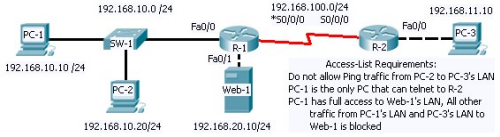 192.168.10.0 /24
192.168.100.0 /24
*S0/0/0
S0/0/0
192.168.11.10
Fa0/0
Fa0/0
PC-1
SW-1
R-1
R-2
PC-3
Fa0/1
192.168.10.10 /24
PC-2
Web-1
192.168.10.20 /24
192.168.20.10 /24
Access-List Requirements:
Do not allow Ping traffic from PC-2 to PC-3's LAN
PC-1 is the only PC that can telnet to R-2
PC-1 has full access to Web-1's LAN, All other
traffic from PC-1's LAN and PC-3's LAN to
Web-1 is blocked